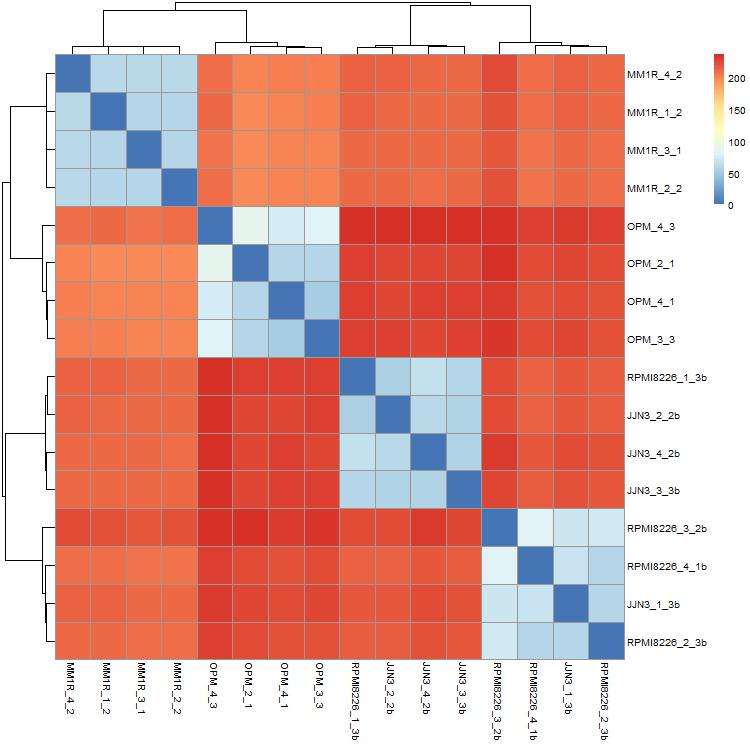 MM1R_4_2
MM1R_1_2
MM1R_3_1
MM1R_2_2
OPM_4_3
OPM_2_1
OPM_4_1
OPM_3_3
RPMI8226_1_3b
JJN3_2_2b
JJN3_4_2b
JJN3_3_3b
RPMI8226_3_2b
RPMI8226_4_1b
JJN3_1_3b
RPMI8226_2_3b
200
150
100
50
0
MM1R_4_2
MM1R_1_2
MM1R_3_1
MM1R_2_2
OPM_4_3
OPM_2_1
OPM_4_1
OPM_3_3
RPMI8226_1_3b
JJN3_2_2b
JJN3_4_2b
JJN3_3_3b
RPMI8226_3_2b
RPMI8226_4_1b
JJN3_1_3b
RPMI8226_2_3b